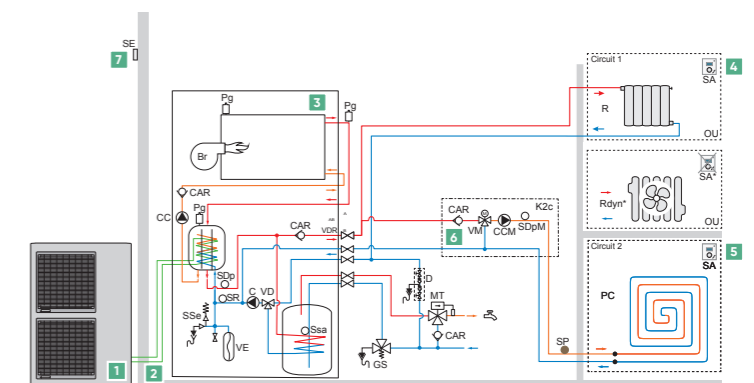 SE
7
Pg
3
Pg
Br
CAR
CC
Pg
CAR
A
AB
VDR
B
SDp
SR
C
VD
SSe
VE
Ssa
D
MT
CAR
GS
1
2
CAR
M
VM
CCM
SDpM
K2c
6
SP
Circuit 1
SA
4
R
OU
SA*
Rdyn*
OU
Circuit 2
SA
5
PC